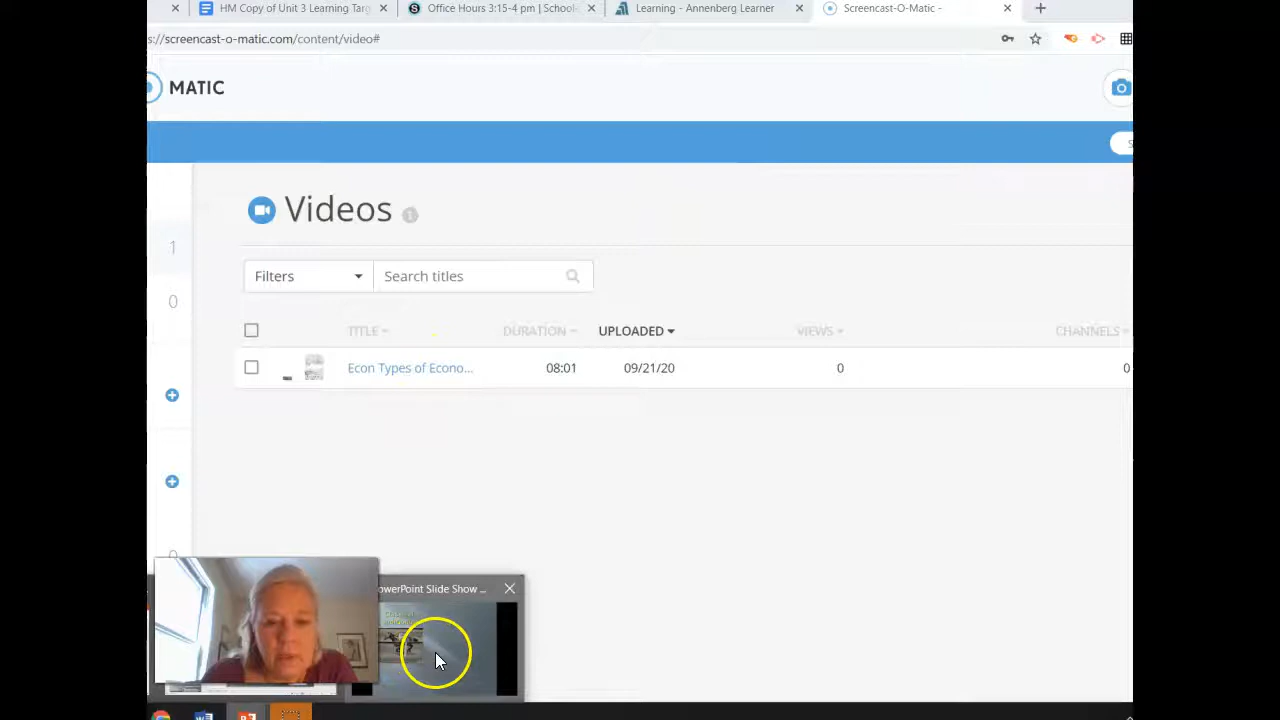 HM Copy of Unit 3 Learning Targ
Office Hours 3:15-4 pm | School
Learning - Annenberg Learner
Screencast-O-Matic -
s://screencast-o-matic.com/content/video#
MATIC
Videos
1
0
Filters
Search titles
TITLE
DURATION
UPLOADED
VIEWS
CHANNELS
Econ Types of Econo...
08:01
09/21/20
0
0
owerPoint Slide Show ...